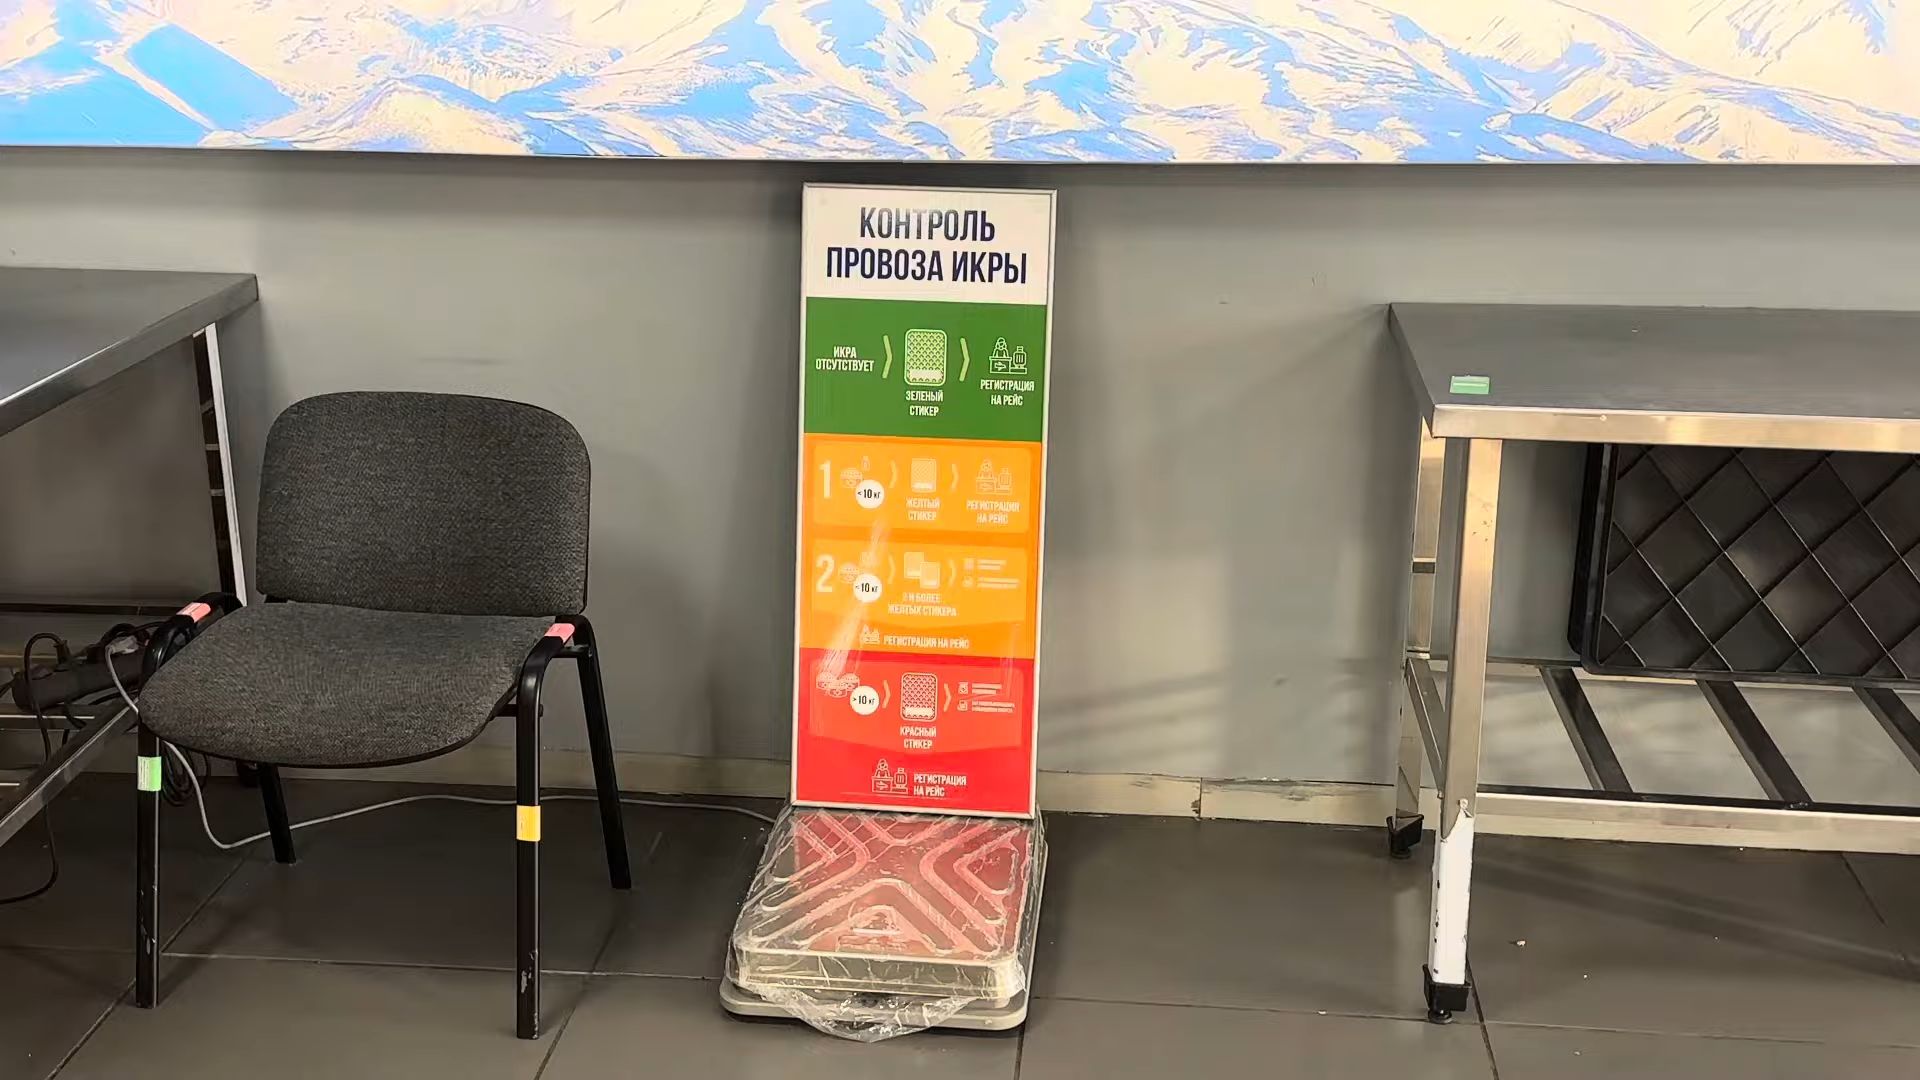 КОНТРОЛЬ
ПРОВОЗА ИКРЫ
ИКРА
ОТСУТСТВУЕТ
ЗЕЛЕНЫЙ
СТИКЕР
РЕГИСТРАЦИЯ
НА РЕЙС
1
<10 КГ
ЖЕЛТЫЙ
СТИКЕР
РЕГИСТРАЦИЯ
НА РЕЙС
2
<10 КГ
2 И БОЛЕЕ
ЖЕЛТЫХ СТИКЕРА
РЕГИСТРАЦИЯ НА РЕЙС
>10 КГ
КРАСНЫЙ
СТИКЕР
РЕГИСТРАЦИЯ
НА РЕЙС